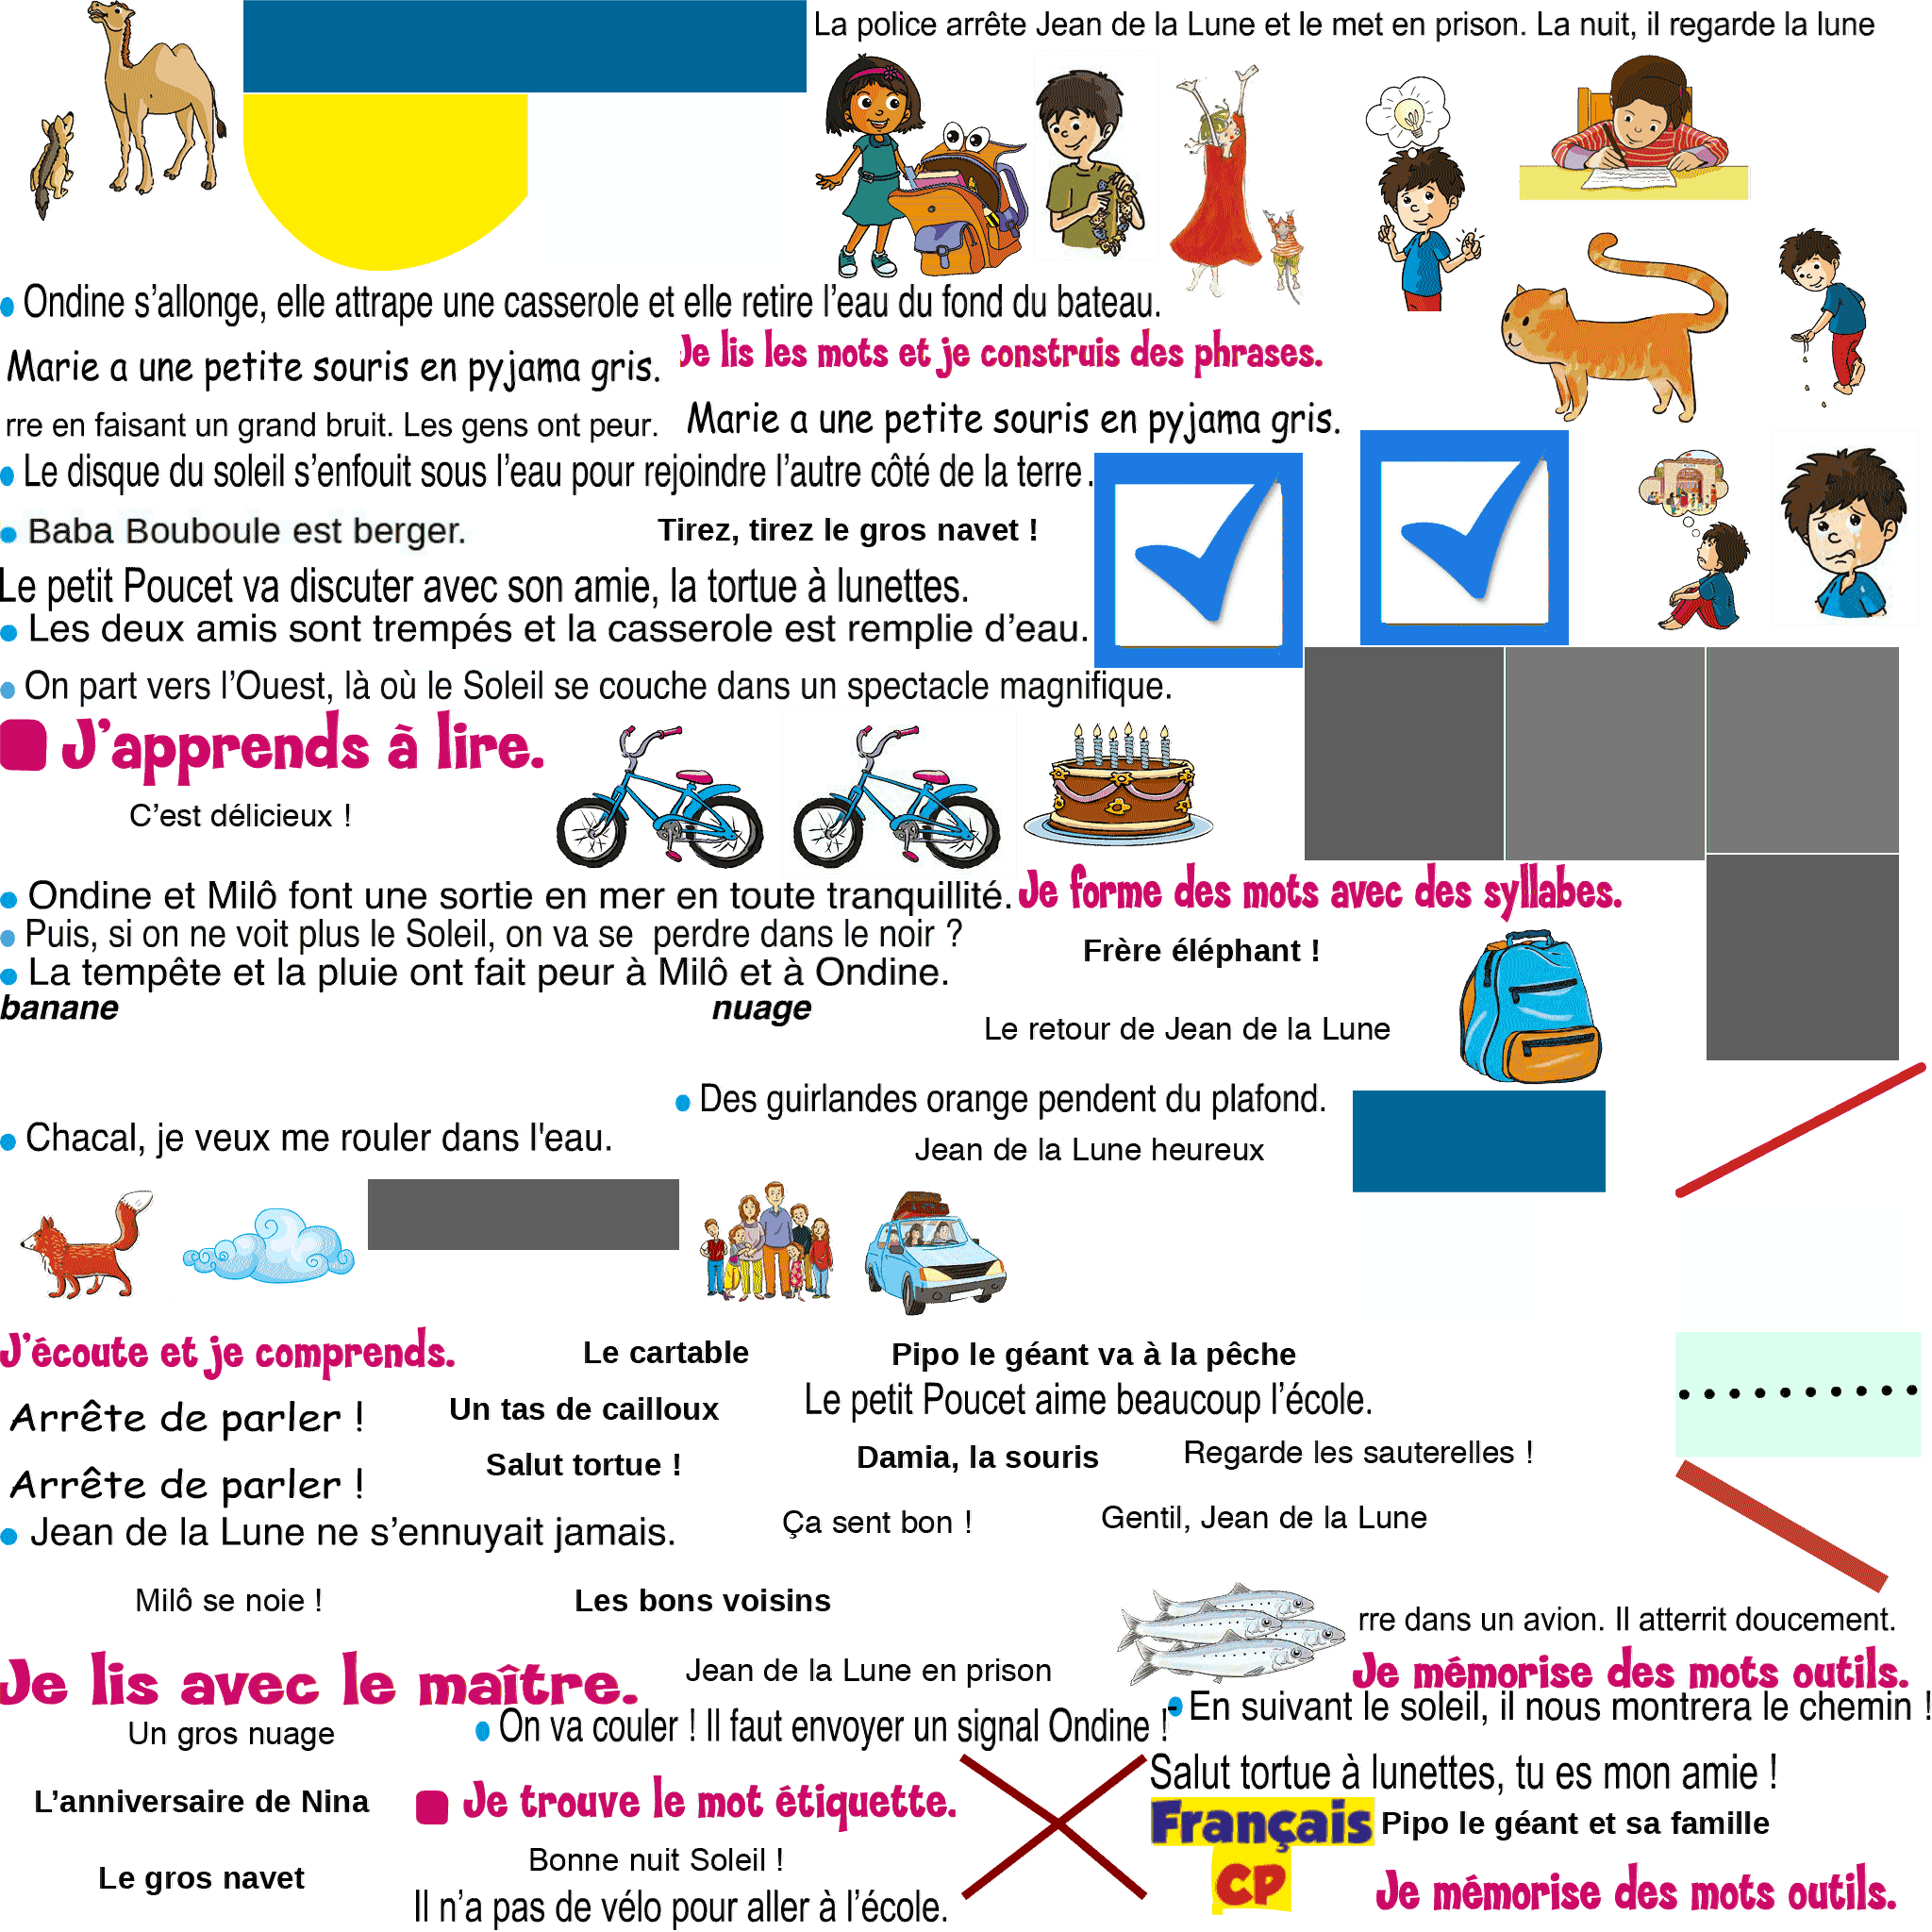 La police arrête Jean de la Lune et le met en prison. La nuit, il regarde la lune
Ondine s’allonge, elle attrape une casserole et elle retire l’eau du fond du bateau.
Je lis les mots et je construis des phrases.
Marie a une petite souris en pyjama gris.
Marie a une petite souris en pyjama gris.
rre en faisant un grand bruit. Les gens ont peur.
Le disque du soleil s’enfouit sous l’eau pour rejoindre l’autre côté de la terre.
Baba Bouboule est berger.
Tirez, tirez le gros navet !
Le petit Poucet va discuter avec son amie, la tortue à lunettes.
Les deux amis sont trempés et la casserole est remplie d’eau.
On part vers l’Ouest, là où le Soleil se couche dans un spectacle magnifique.
J’apprends à lire.
C’est délicieux !
Ondine et Milô font une sortie en mer en toute tranquillité.
Je forme des mots avec des syllabes.
Puis, si on ne voit plus le Soleil, on va se perdre dans le noir ?
Frère éléphant !
La tempête et la pluie ont fait peur à Milô et à Ondine.
banane
nuage
Le retour de Jean de la Lune
Des guirlandes orange pendent du plafond.
Chacal, je veux me rouler dans l'eau.
Jean de la Lune heureux
J’écoute et je comprends.
Le cartable
Pipo le géant va à la pêche
Le petit Poucet aime beaucoup l’école.
Arrête de parler !
Un tas de cailloux
Salut tortue !
Damia, la souris
Regarde les sauterelles !
Arrête de parler !
Jean de la Lune ne s’ennuyait jamais.
Ça sent bon !
Gentil, Jean de la Lune
Milô se noie !
Les bons voisins
rre dans un avion. Il atterrit doucement.
Je lis avec le maître.
Jean de la Lune en prison
Je mémorise des mots outils.
Un gros nuage
On va couler ! Il faut envoyer un signal Ondine !
- En suivant le soleil, il nous montrera le chemin !
Salut tortue à lunettes, tu es mon amie !
L’anniversaire de Nina
Je trouve le mot étiquette.
Français
CP
Pipo le géant et sa famille
Bonne nuit Soleil !
Le gros navet
Il n’a pas de vélo pour aller à l’école.
Je mémorise des mots outils.